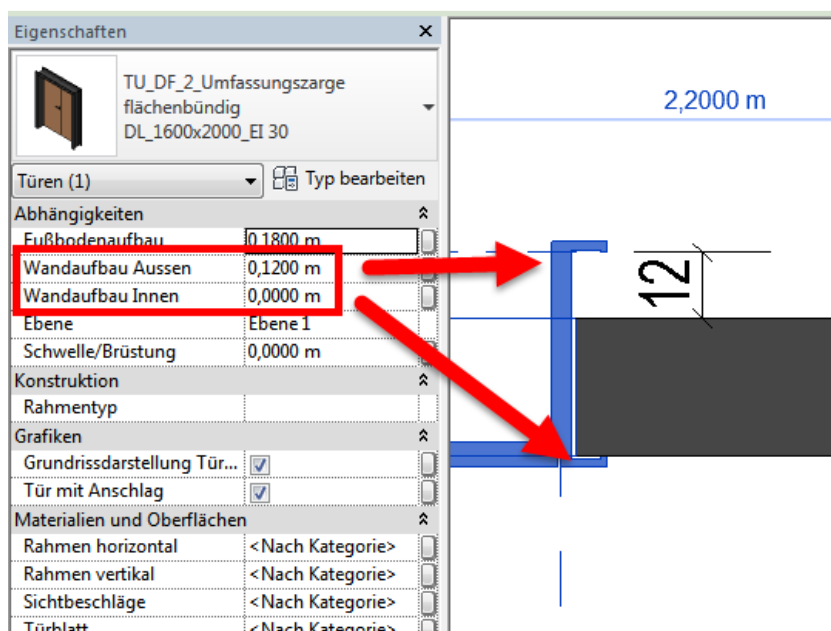 Eigenschaften
TU_DF_2_Umfassungszarge
flächenbündig
DL_1600x2000_EI 30
Türen (1)
Typ bearbeiten
Abhängigkeiten
Fußbodenaufbau 0,1800 m
Wandaufbau Aussen 0,1200 m
Wandaufbau Innen 0,0000 m
Ebene Ebene 1
Schwelle/Brüstung 0,0000 m
Konstruktion
Rahmentyp
Grafiken
Grundrissdarstellung Tür...
Tür mit Anschlag
Materialien und Oberflächen
Rahmen horizontal <Nach Kategorie>
Rahmen vertikal <Nach Kategorie>
Sichtbeschläge <Nach Kategorie>
Türblatt <Nach Kategorie>
2,2000 m
12